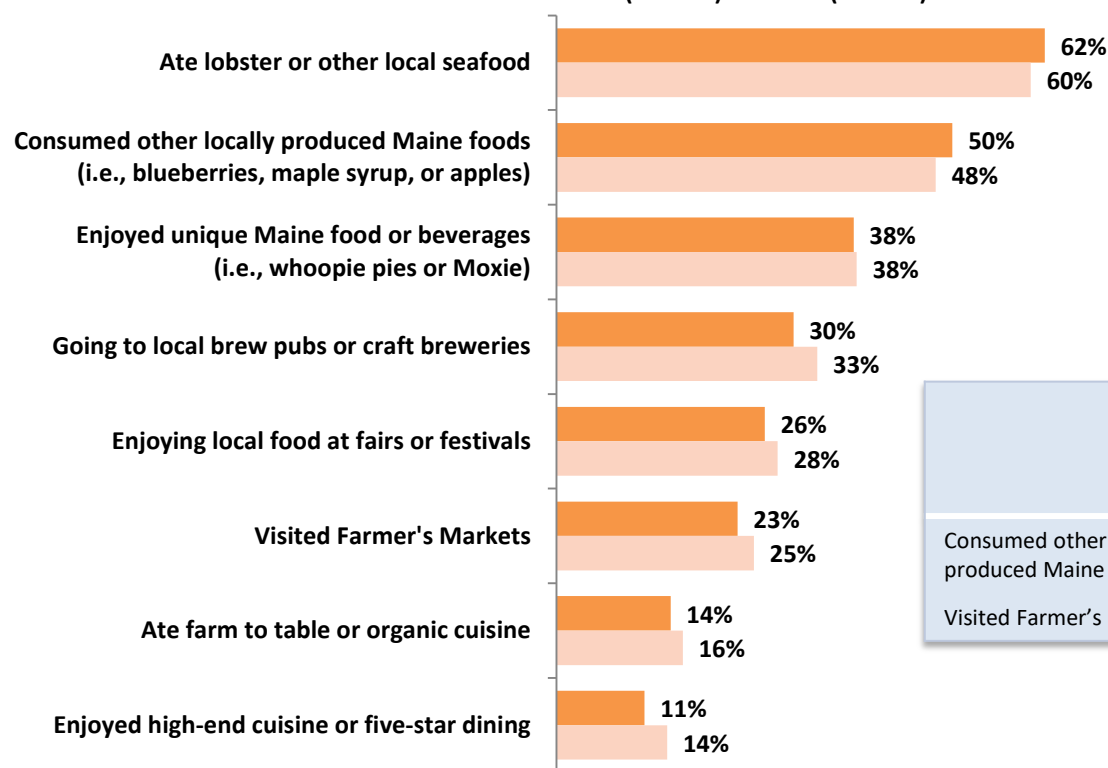 Ate lobster or other local seafood
62%
60%
Consumed other locally produced Maine foods
(i.e., blueberries, maple syrup, or apples)
50%
48%
Enjoyed unique Maine food or beverages
(i.e., whoopie pies or Moxie)
38%
38%
Going to local brew pubs or craft breweries
30%
33%
Enjoying local food at fairs or festivals
26%
28%
Visited Farmer's Markets
23%
25%
Consumed other
produced Maine
Visited Farmer’s
Ate farm to table or organic cuisine
14%
16%
Enjoyed high-end cuisine or five-star dining
11%
14%